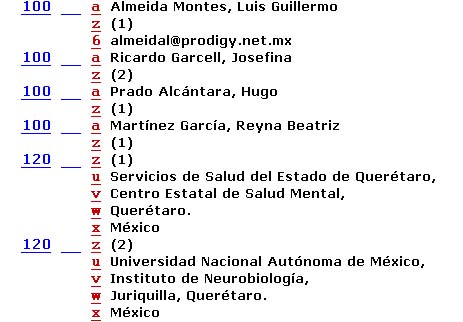 100 __ a Almeida Montes, Luis Guillermo
z (1)
6 almeidal@prodigy.net.mx
100 __ a Ricardo Garcell, Josefina
z (2)
100 __ a Prado Alcántara, Hugo
z (1)
100 __ a Martínez García, Reyna Beatriz
z (1)
120 __ z (1)
u Servicios de Salud del Estado de Querétaro,
v Centro Estatal de Salud Mental,
w Querétaro.
x México
120 __ z (2)
u Universidad Nacional Autónoma de México,
v Instituto de Neurobiología,
w Juriquilla, Querétaro.
x México